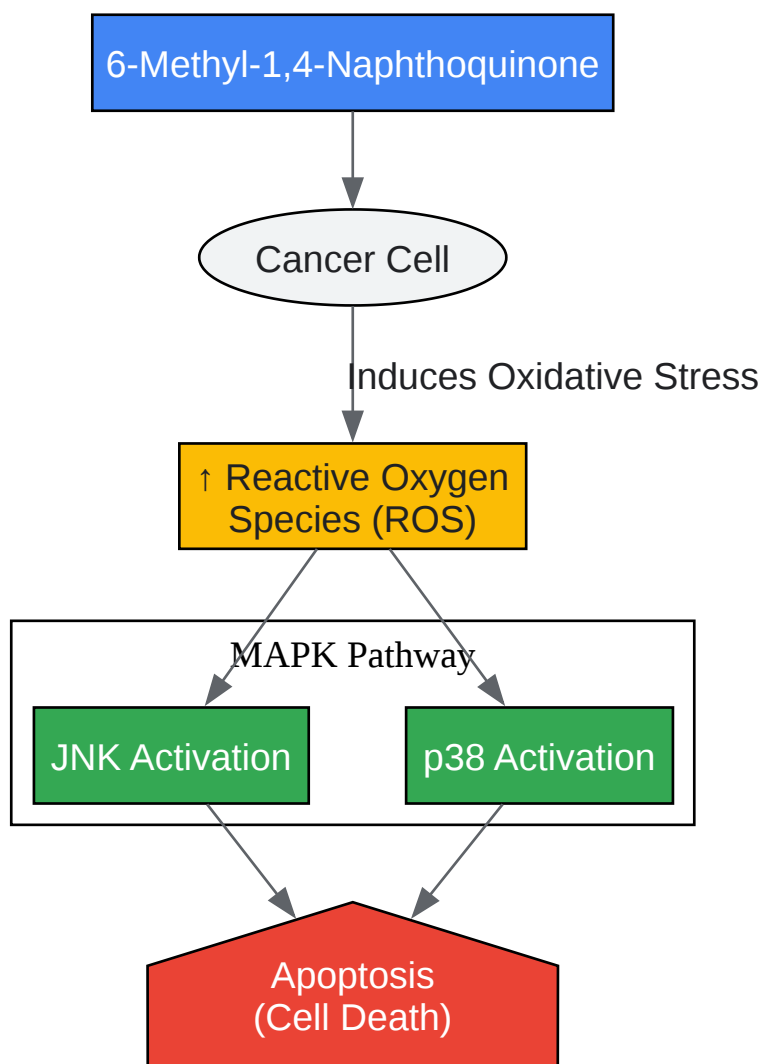 6-Methyl-1,4-Naphthoquinone
Cancer Cell
Induces Oxidative Stress
↑ Reactive Oxygen
Species (ROS)
MAPK Pathway
JNK Activation
p38 Activation
Apoptosis
(Cell Death)